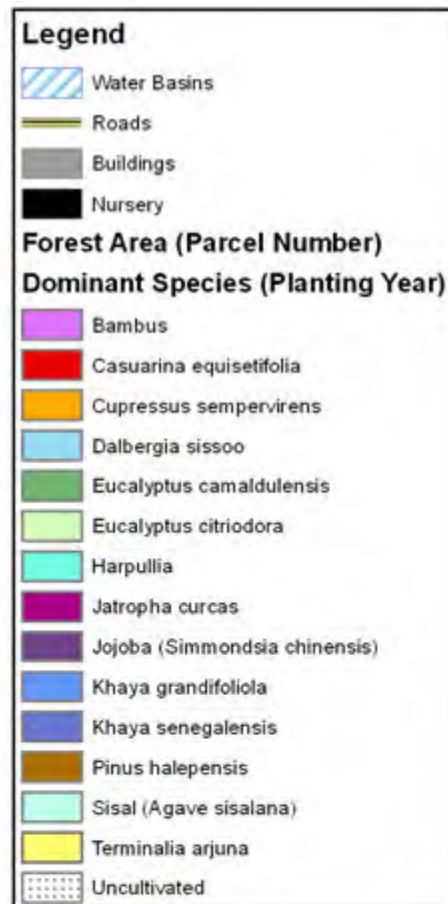 Legend
Water Basins
Roads
Buildings
Nursery
Forest Area (Parcel Number)
Dominant Species (Planting Year)
Bambus
Casuarina equisetifolia
Cupressus sempervirens
Dalbergia sissoo
Eucalyptus camaldulensis
Eucalyptus citriodora
Harpullia
Jatropha curcas
Jojoba (Simmondsia chinensis)
Khaya grandifoliola
Khaya senegalensis
Pinus halepensis
Sisal (Agave sisalana)
Terminalia arjuna
Uncultivated